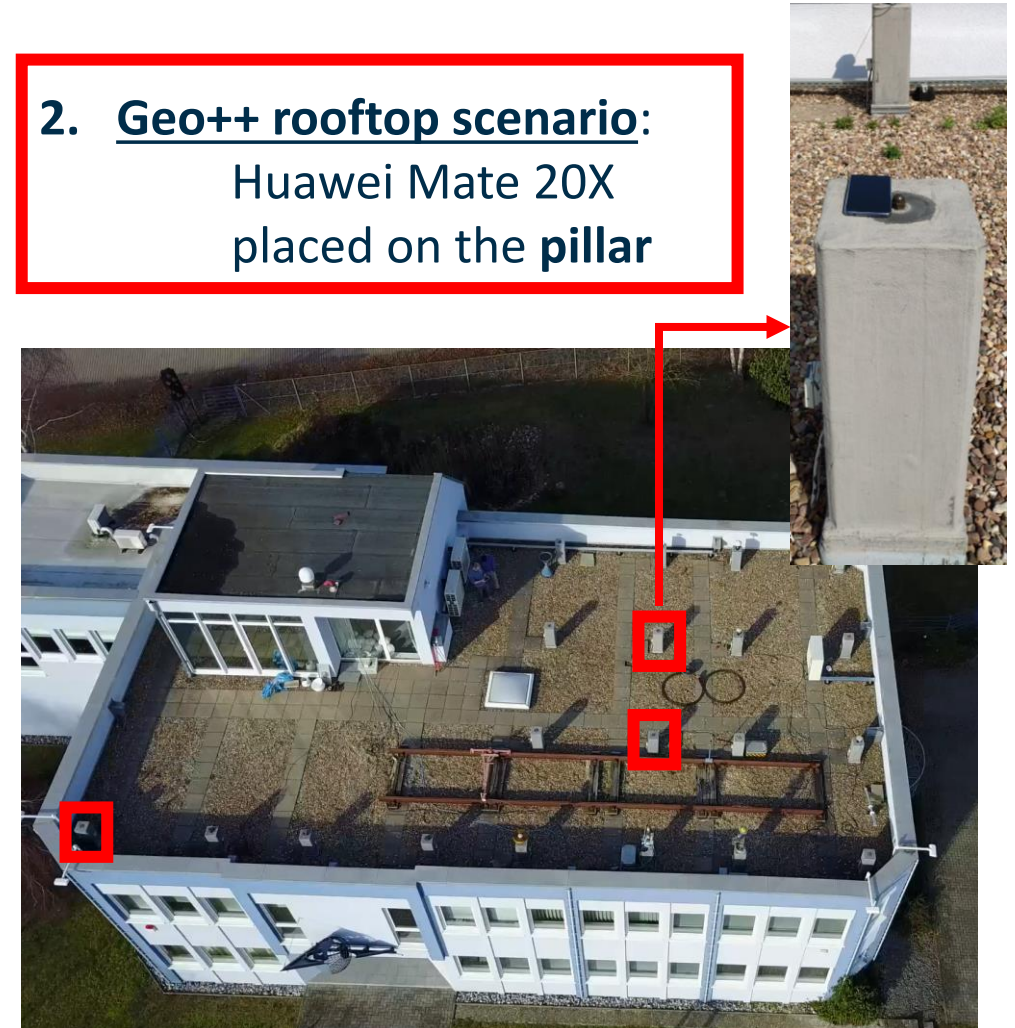 2. Geo++ rooftop scenario:
Huawei Mate 20X
placed on the pillar